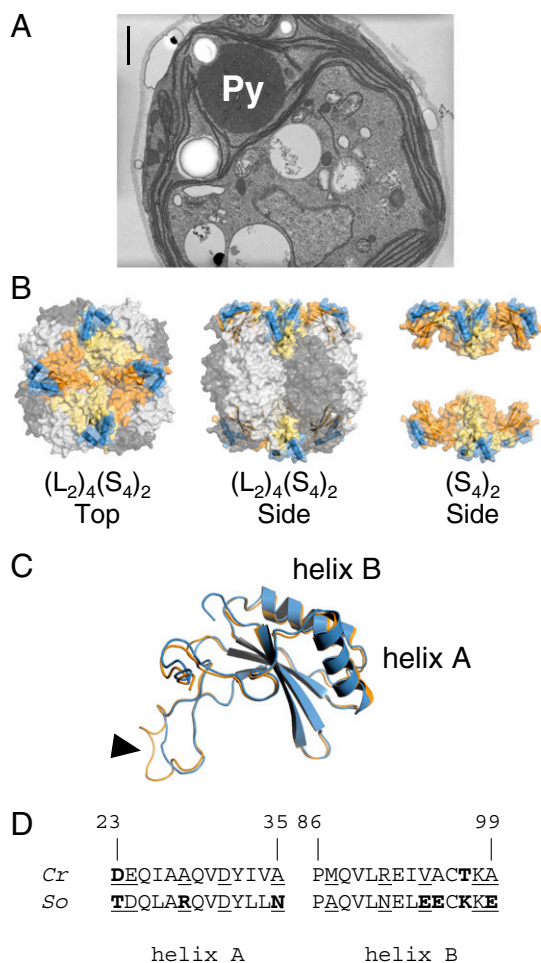 A
Py
B
(L₂)₄(S₄)₂ (L₂)₄(S₄)₂ (S₄)₂
Top Side Side
C
helix B
helix A
D
23 35 86 99
Cr DEQIAAQVDYIVA PMQVLREIVACTKA
So TDQLARQVDYLLN PAQVLNELEECKKE
helix A helix B